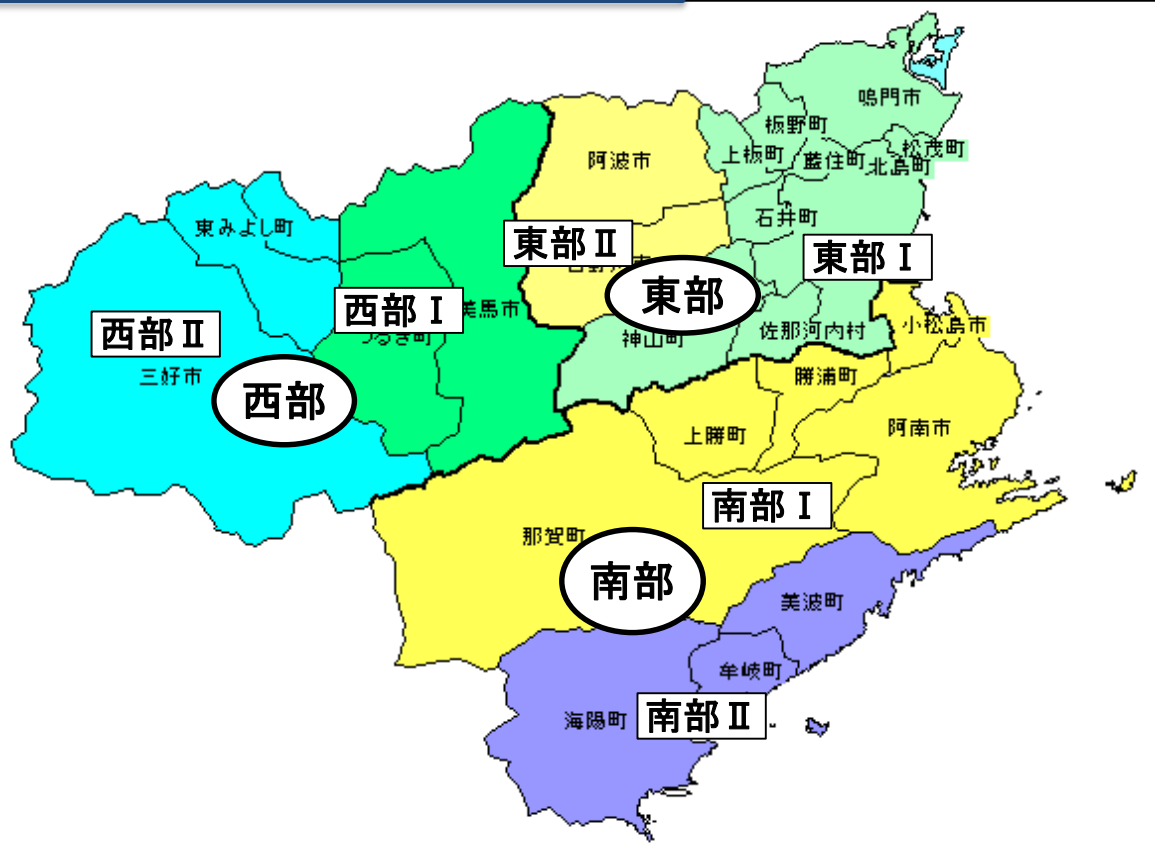 鳴門市
板野町
松茂町
上板町
藍住町
北島町
阿波市
石井町
東みよし町
東部Ⅱ
東部Ⅰ
東部
西部Ⅰ
美馬市
小松島市
西部Ⅱ
つるぎ町
神山町
佐那河内村
三好市
勝浦町
西部
上勝町
阿南市
南部Ⅰ
那賀町
南部
美波町
牟岐町
海陽町
南部Ⅱ